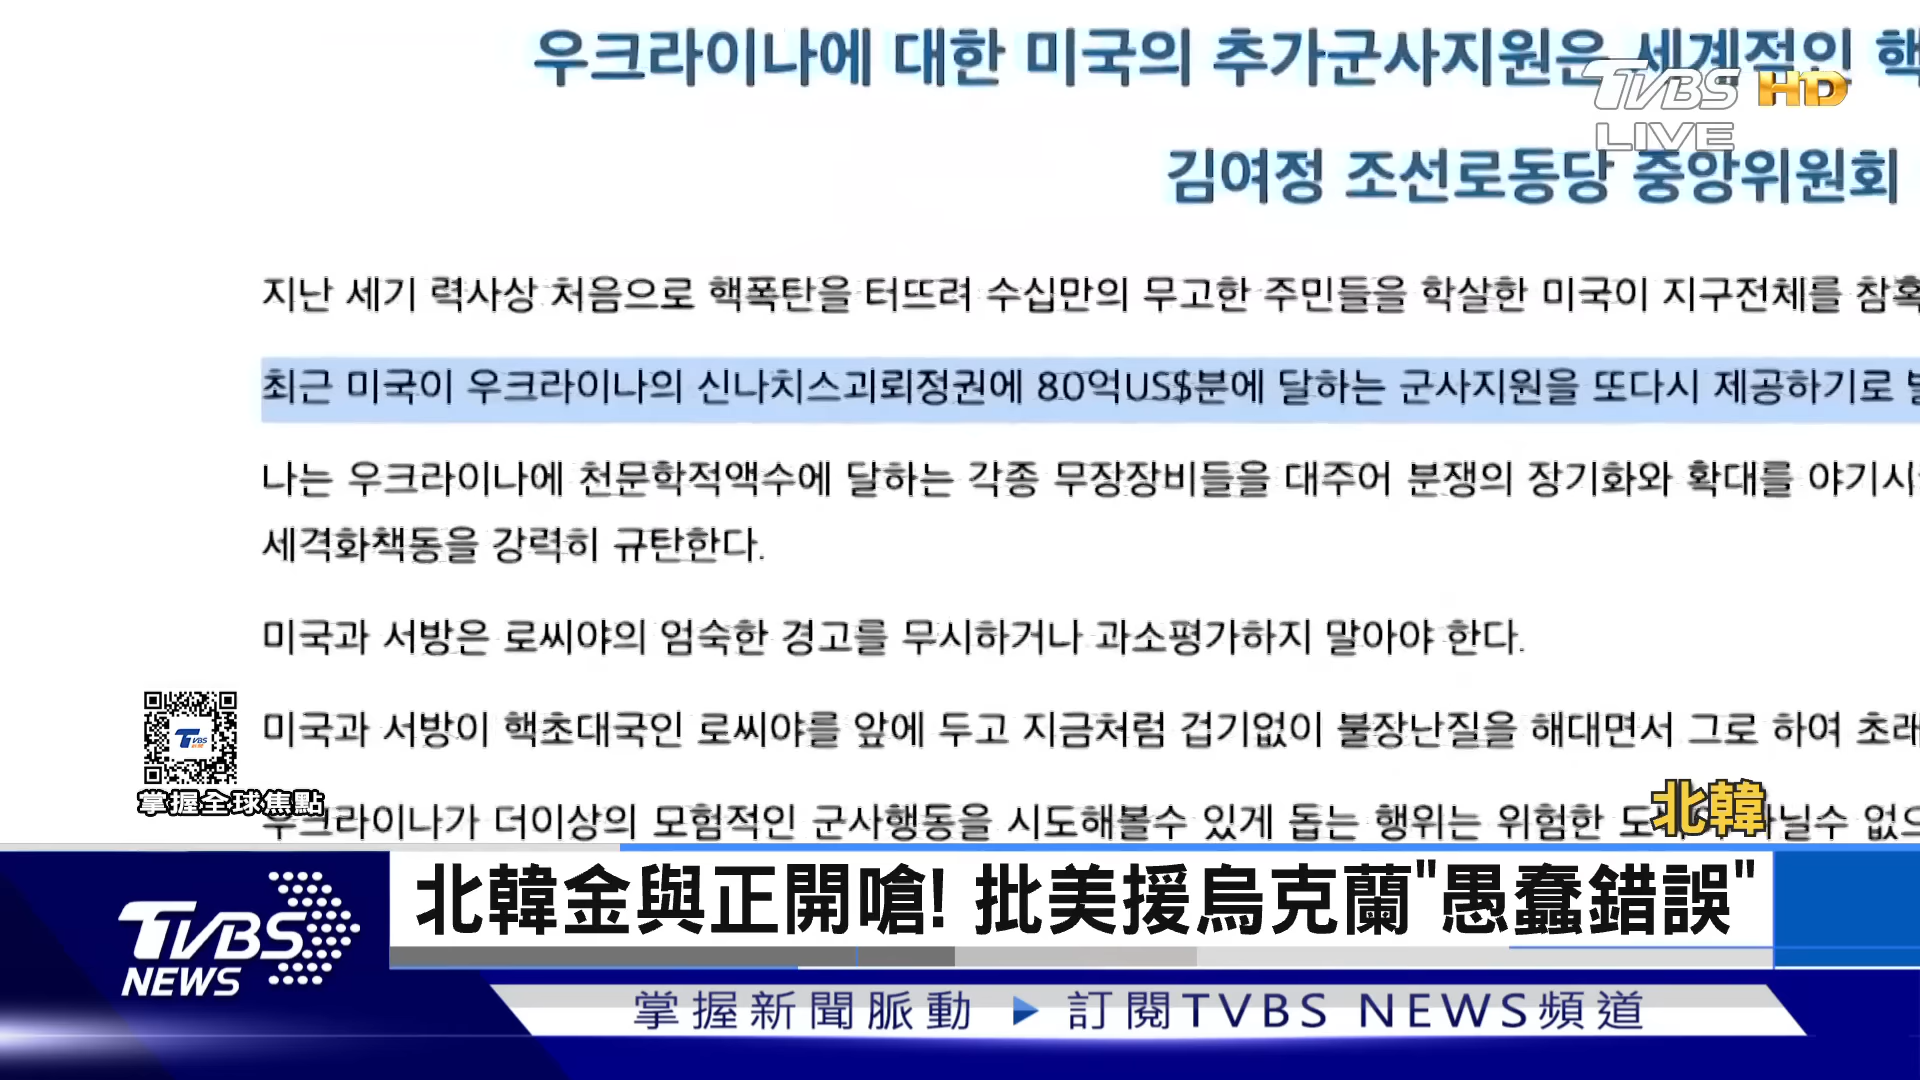 우크라이나에 대한 미국의 추가군사지원은 세계적인 핵
TVBS HD
LIVE
김여정 조선로동당 중앙위원회
지난 세기 력사상 처음으로 핵폭탄을 터뜨려 수십만의 무고한 주민들을 학살한 미국이 지구전체를 참혹
최근 미국이 우크라이나의 신나치스괴뢰정권에 80억US$분에 달하는 군사지원을 또다시 제공하기로
나는 우크라이나에 천문학적액수에 달하는 각종 무장장비들을 대주어 분쟁의 장기화와 확대를 야기시
세격화책동을 강력히 규탄한다.
미국과 서방은 로씨야의 엄숙한 경고를 무시하거나 과소평가하지 말아야 한다.
미국과 서방이 핵초대국인 로씨야를 앞에 두고 지금처럼 겁기없이 불장난질을 해대면서 그로 하여 초래
TVBS
掌握全球焦點
우크라이나가 더이상의 모험적인 군사행동을 시도해볼수 있게 돕는 행위는 위험한 아닐수 없으
北韓
北韓金與正開嗆! 批美援烏克蘭"愚蠢錯誤"
TVBS
NEWS
掌握新聞脈動 ▶ 訂閱TVBS NEWS頻道